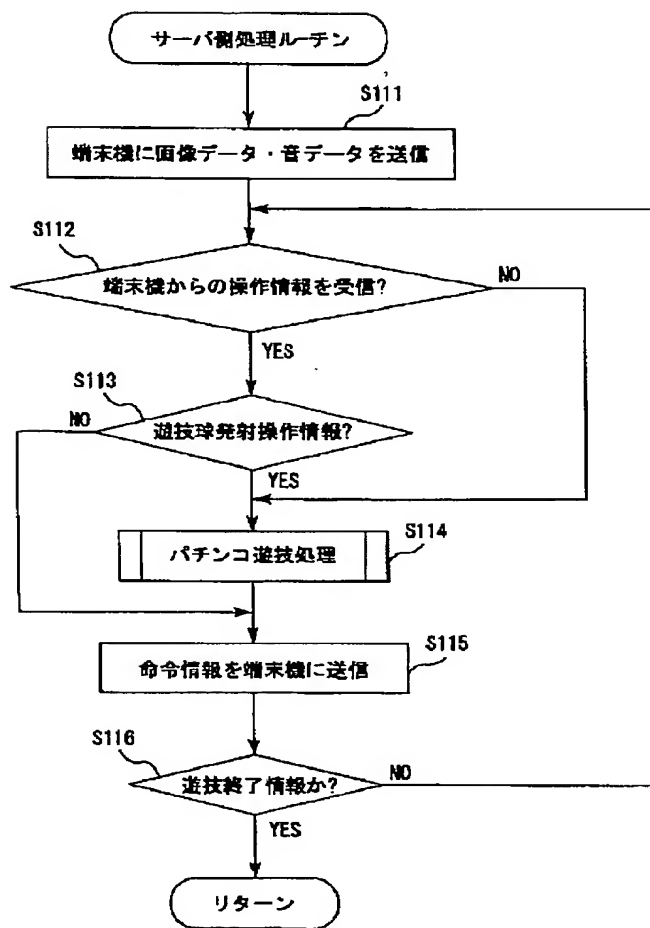 サーバ側処理ルーチン
S111
端末機に画像データ・音データを送信
S112
端末機からの操作情報を受信?
NO
YES
S113
NO
遊技球発射操作情報?
YES
S114
パチンコ遊技処理
S115
命令情報を端末機に送信
S116
遊技終了情報か?
NO
YES
リターン